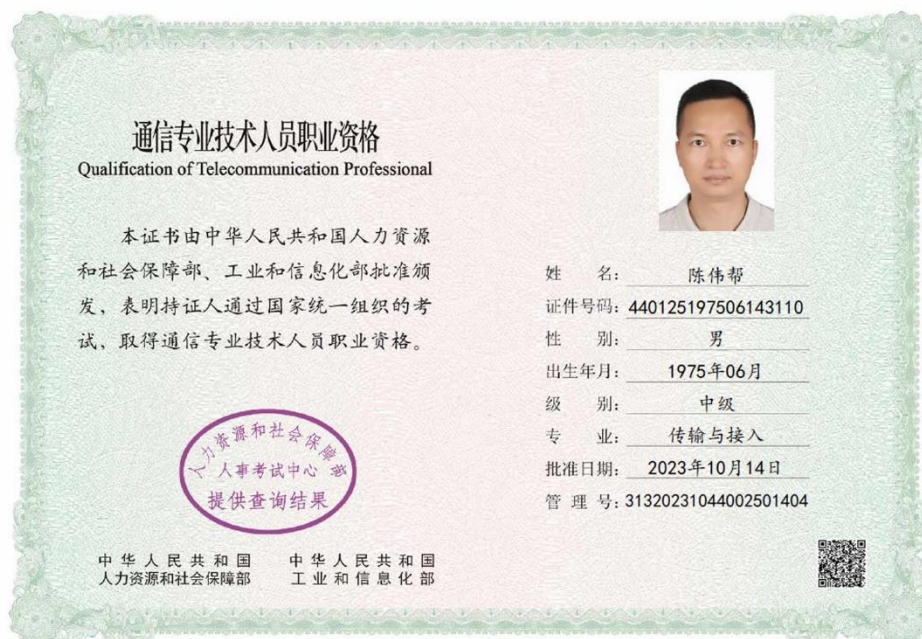 通信专业技术人员职业资格
Qualification of Telecommunication Professional
本证书由中华人民共和国人力资源
和社会保障部、工业和信息化部批准颁
发，表明持证人通过国家统一组织的考
试，取得通信专业技术人员职业资格。
人力资源和社会保障部
人事考试中心
提供查询结果
中华人民共和国
人力资源和社会保障部
中华人民共和国
工业和信息化部
姓 名：陈伟帮
证件号码：440125197506143110
性 别：男
出生年月：1975年06月
级 别：中级
专 业：传输与接入
批准日期：2023年10月14日
管 理 号：31320231044002501404